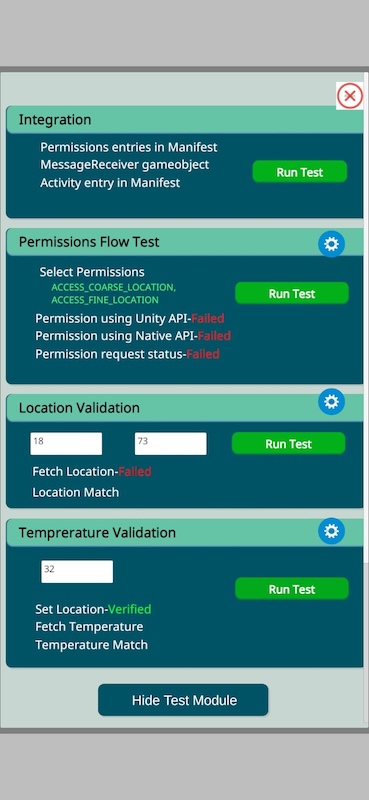 Integration
Permissions entries in Manifest
MessageReceiver gameobject
Activity entry in Manifest
Run Test
Permissions Flow Test
Select Permissions
ACCESS_COARSE_LOCATION,
ACCESS_FINE_LOCATION
Run Test
Permission using Unity API-Failed
Permission using Native API-Failed
Permission request status-Failed
Location Validation
18 73 Run Test
Fetch Location-Failed
Location Match
Temprerature Validation
32
Run Test
Set Location-Verified
Fetch Temperature
Temperature Match
Hide Test Module